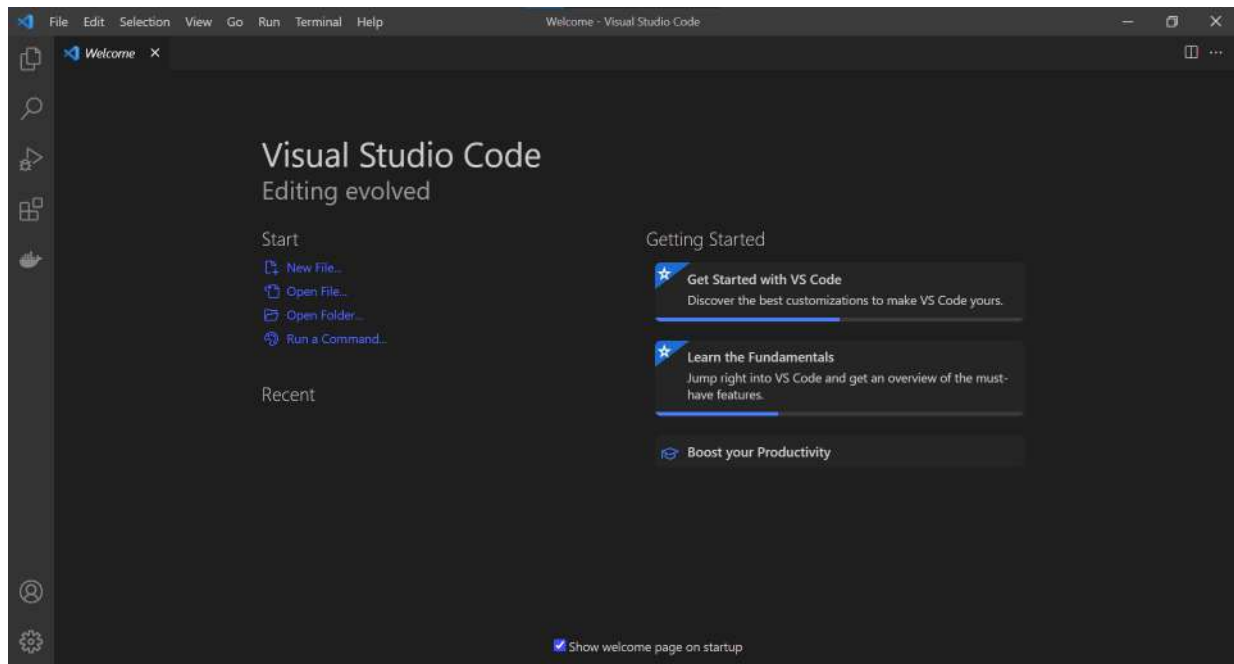 File Edit Selection View Go Run Terminal Help
Welcome - Visual Studio Code
Welcome
Visual Studio Code
Editing evolved
Start
New File...
Open File...
Open Folder...
Run a Command...
Recent
Getting Started
Get Started with VS Code
Discover the best customizations to make VS Code yours.
Learn the Fundamentals
Jump right into VS Code and get an overview of the must-
have features.
Boost your Productivity
Show welcome page on startup